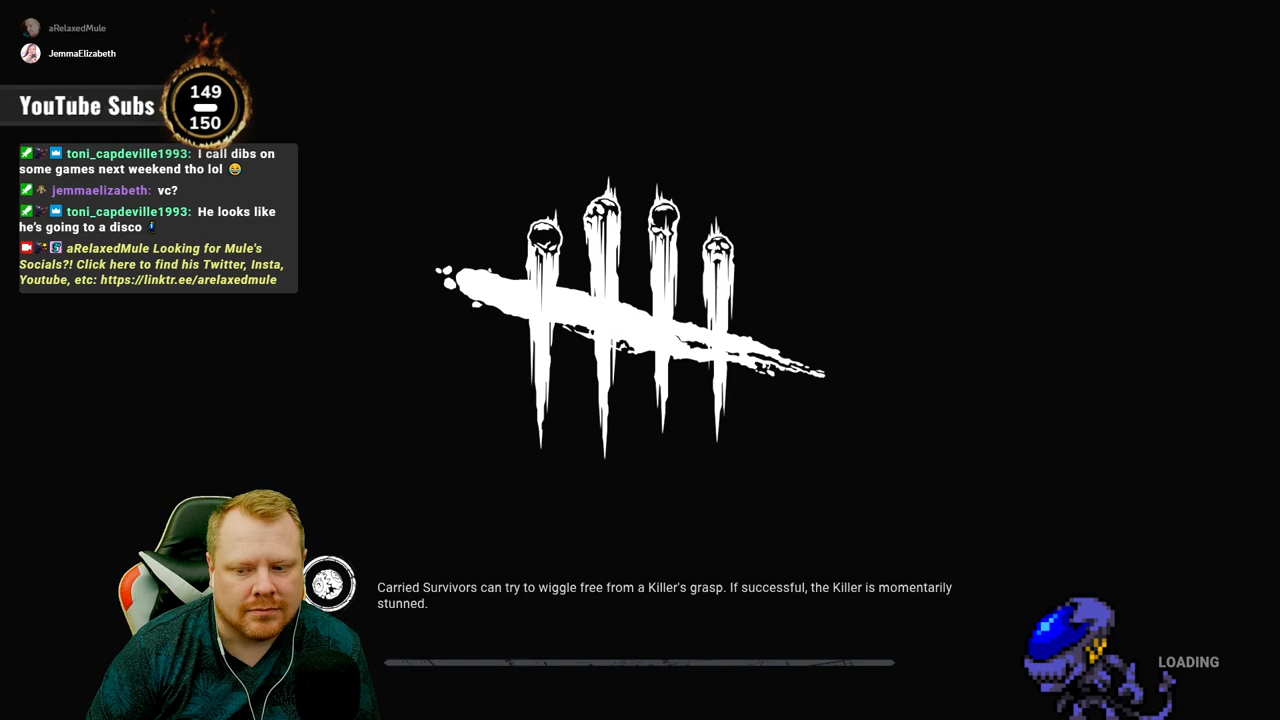 aRelaxedMule
JemmaElizabeth
YouTube Subs
149
150
toni_capdeville1993: I call dibs on
some games next weekend tho lol 😂
jemmaelizabeth: vc?
toni_capdeville1993: He looks like
he's going to a disco
aRelaxedMule Looking for Mule's
Socials?! Click here to find his Twitter, Insta,
Youtube, etc: https://linktr.ee/arelaxedmule
Carried Survivors can try to wiggle free from a Killer's grasp. If successful, the Killer is momentarily
stunned.
LOADING